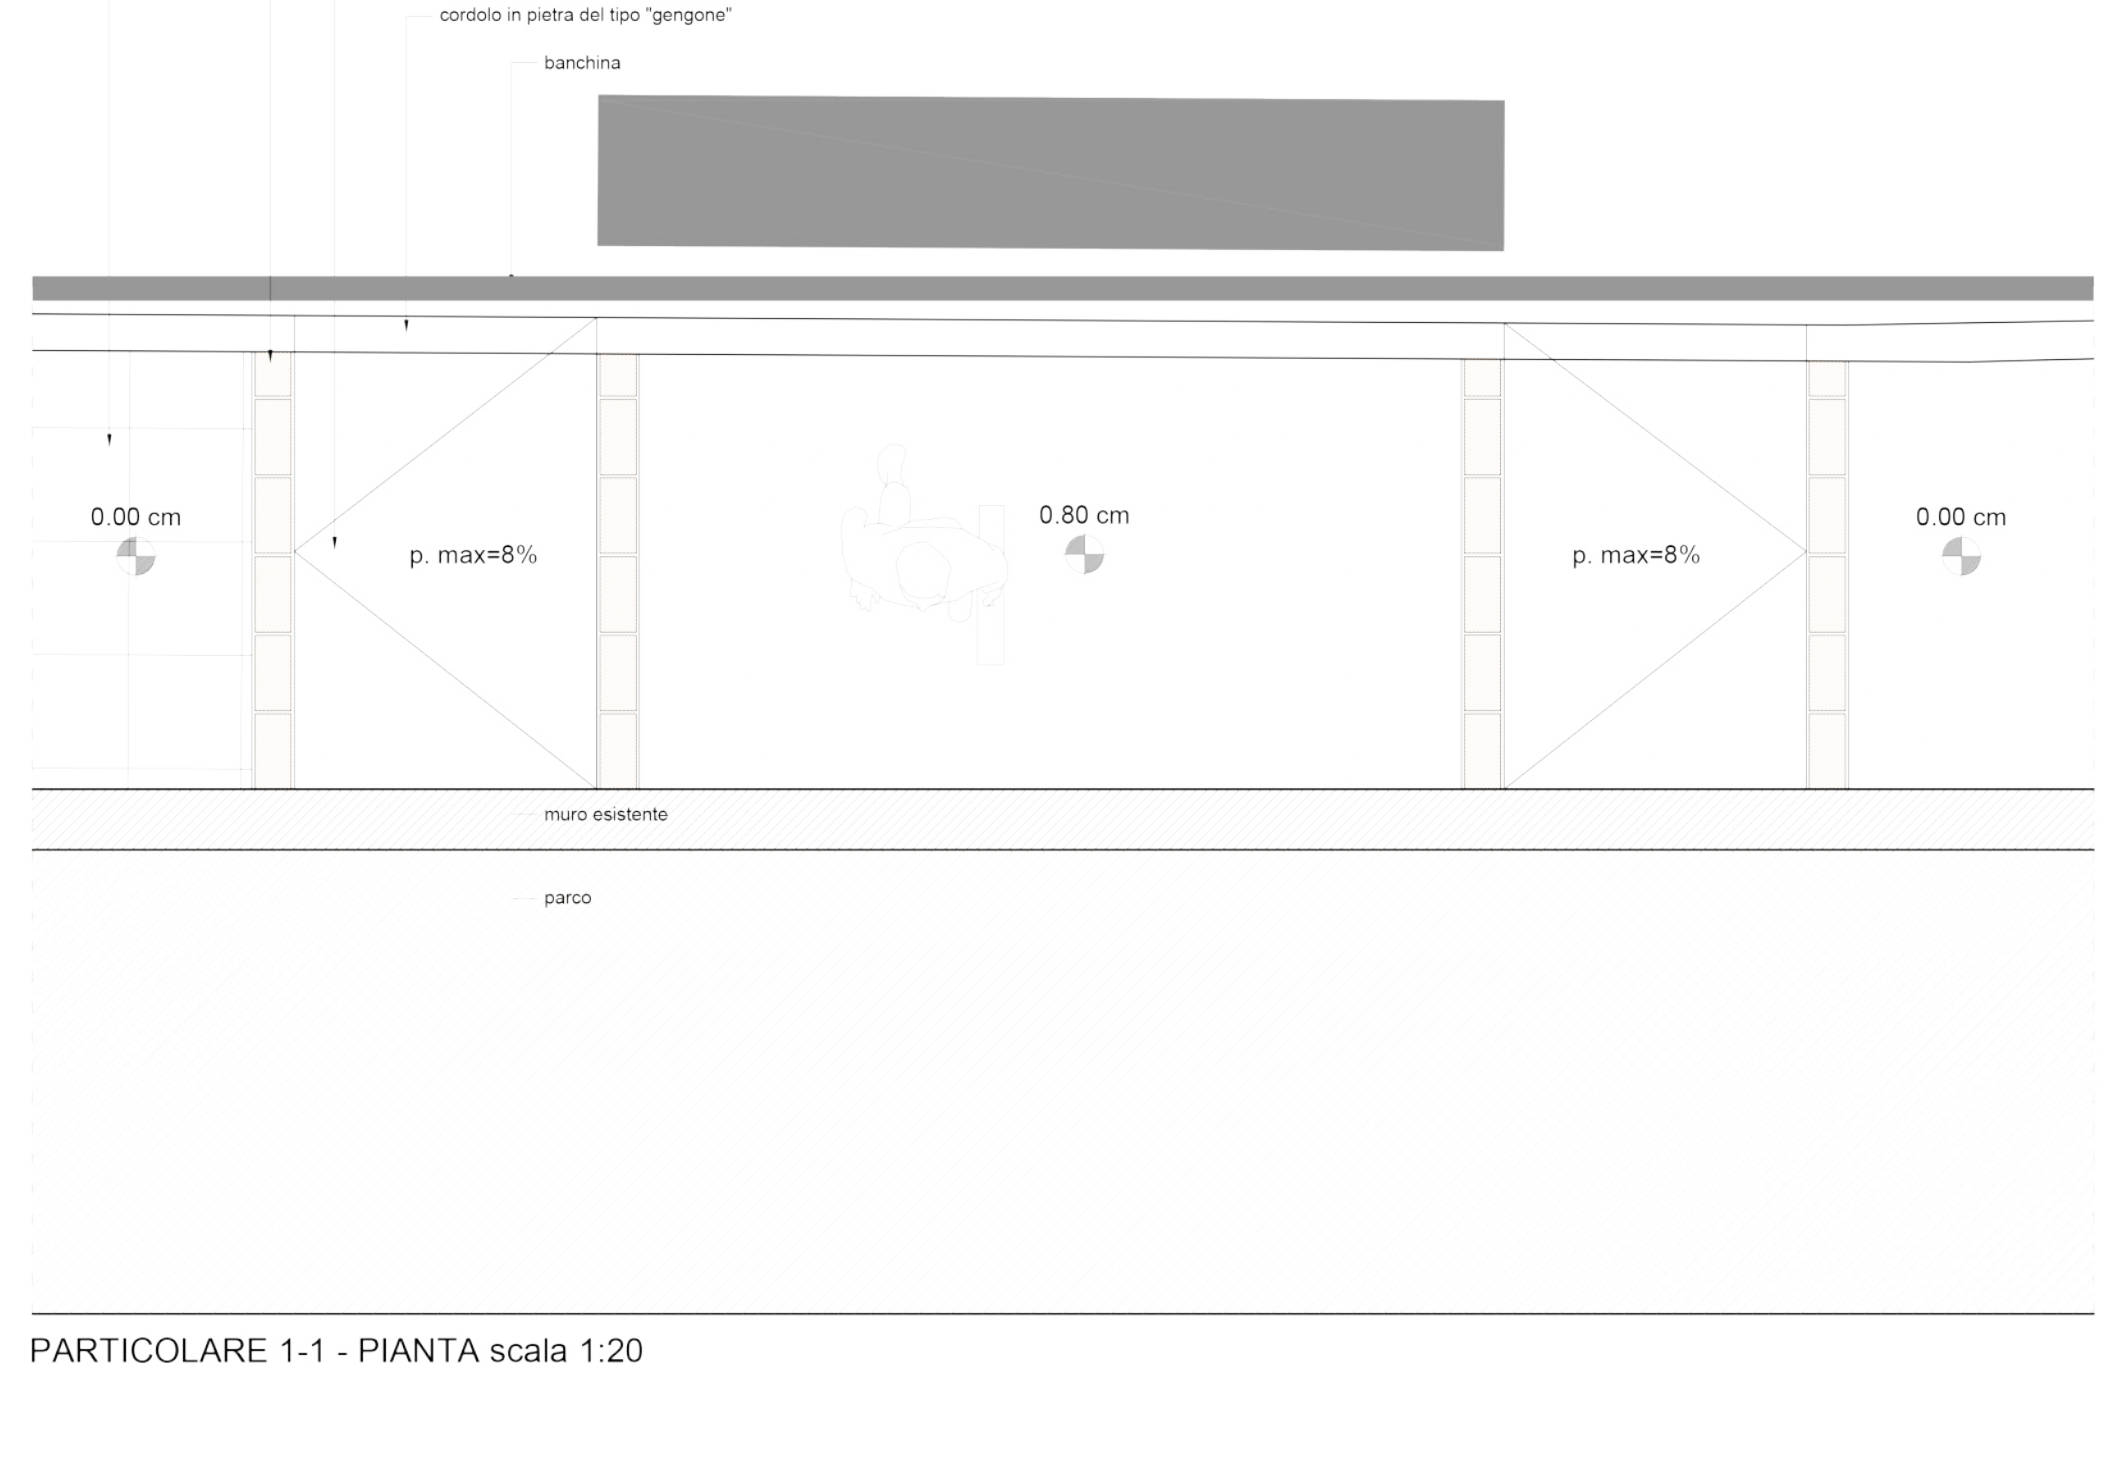 cordolo in pietra del tipo "gengone"
banchina
0.00 cm
p. max=8%
0.80 cm
p. max=8%
0.00 cm
muro esistente
parco
PARTICOLARE 1-1 - PIANTA scala 1:20